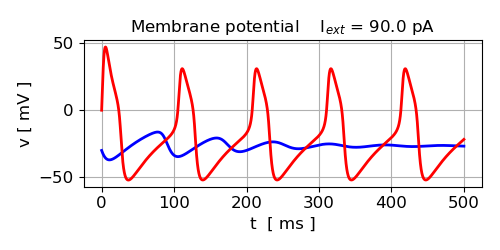 Membrane potential    I_ext = 90.0 pA
50
0
−50
v [ mV ]
0 100 200 300 400 500
t [ ms ]